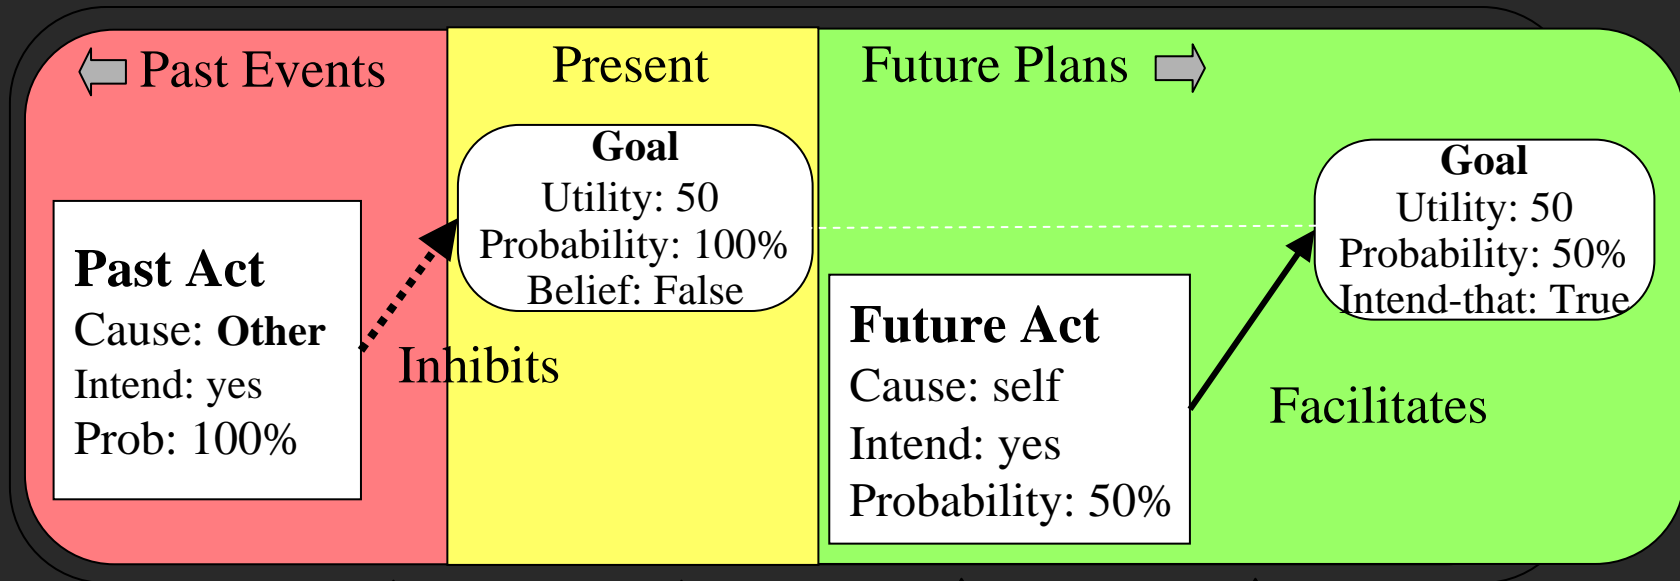 Past Events
Present
Future Plans
Past Act
Cause: Other
Intend: yes
Prob: 100%
Inhibits
Goal
Utility: 50
Probability: 100%
Belief: False
Future Act
Cause: self
Intend: yes
Probability: 50%
Facilitates
Goal
Utility: 50
Probability: 50%
Intend-that: True